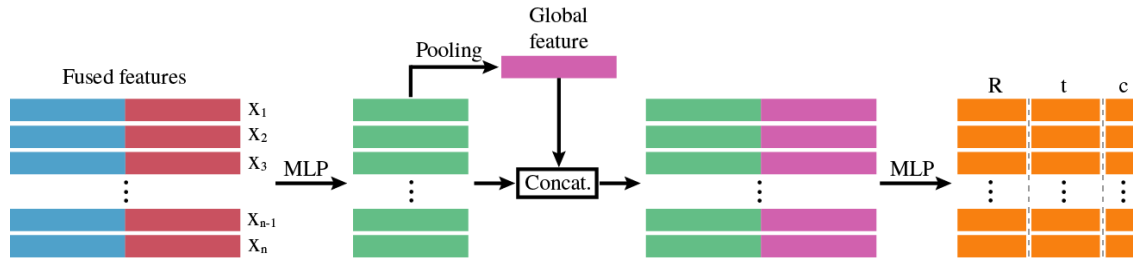 Fused features
X1
X2
X3
Xn-1
Xn
MLP
Pooling
Global
feature
Concat.
MLP
R t c